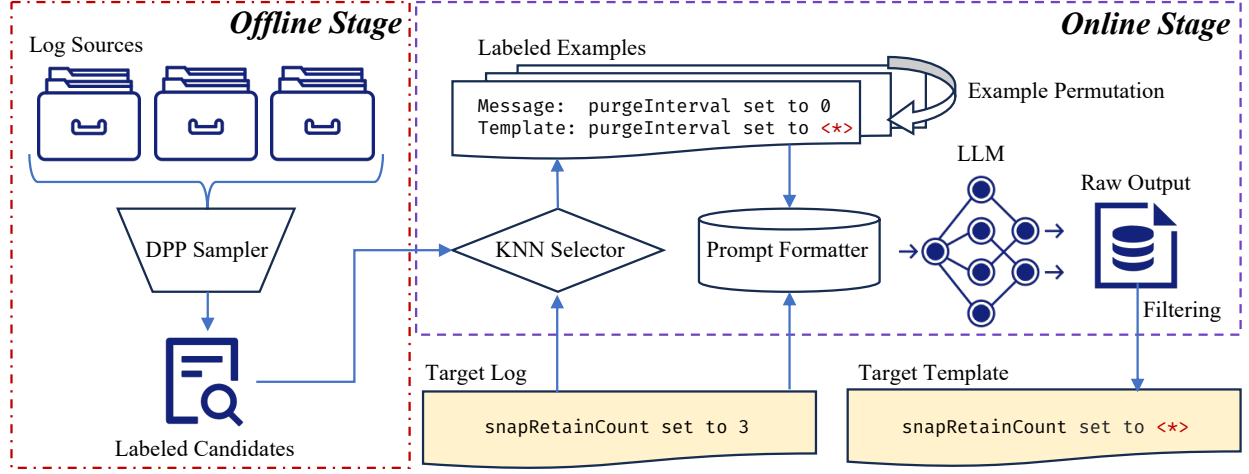 Offline Stage
Log Sources
DPP Sampler
Labeled Candidates
Online Stage
Labeled Examples
Message:  purgeInterval set to 0
Template: purgeInterval set to <*>
Example Permutation
KNN Selector
Prompt Formatter
LLM
Raw Output
Filtering
Target Log
snapRetainCount set to 3
Target Template
snapRetainCount set to <*>